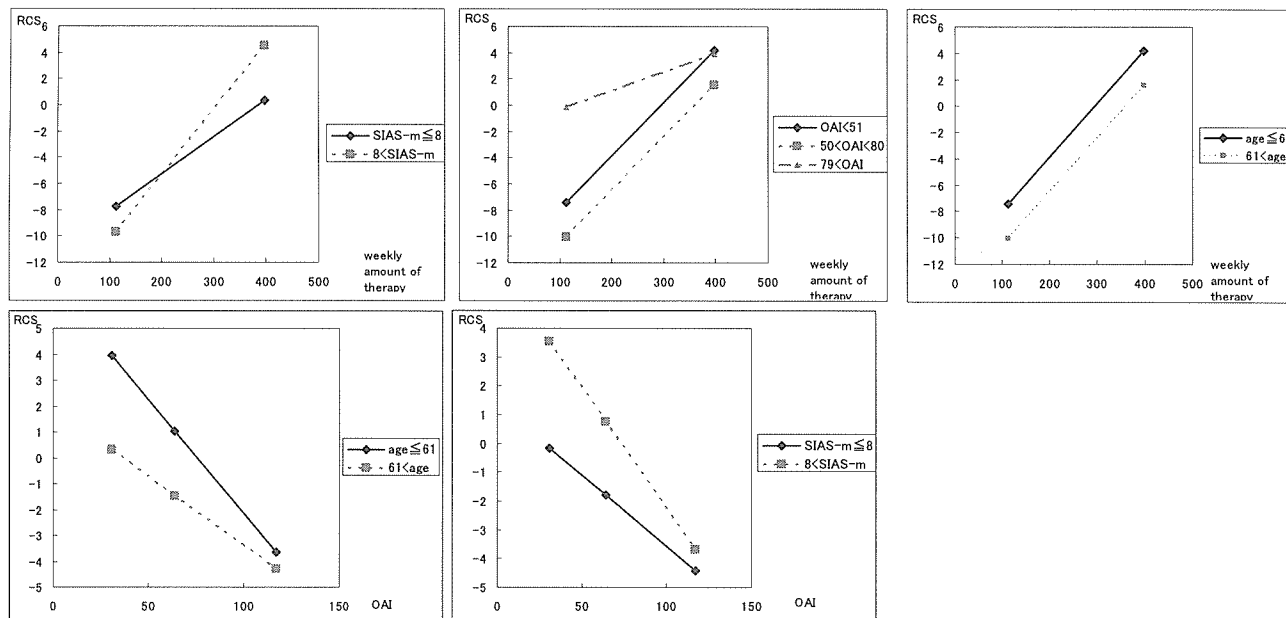 RCS
6
4
2
0
-2
-4
-6
-8
-10
-12
0 100 200 300 400 500
weekly
amount of
therapy
SIAS-m≦8
8<SIAS-m
RCS
6
4
2
0
-2
-4
-6
-8
-10
-12
0 100 200 300 400 500
weekly
amount of
therapy
OAI<51
50<OAI<80
79<OAI
RCS
6
4
2
0
-2
-4
-6
-8
-10
-12
0 100 200 300 400 500
weekly
amount of
therapy
age≦6
61<age
RCS
5
4
3
2
1
0
-1
-2
-3
-4
-5
0 50 100 150
OAI
age≦61
61<age
RCS
4
3
2
1
0
-1
-2
-3
-4
-5
0 50 100 150
OAI
SIAS-m≦8
8<SIAS-m